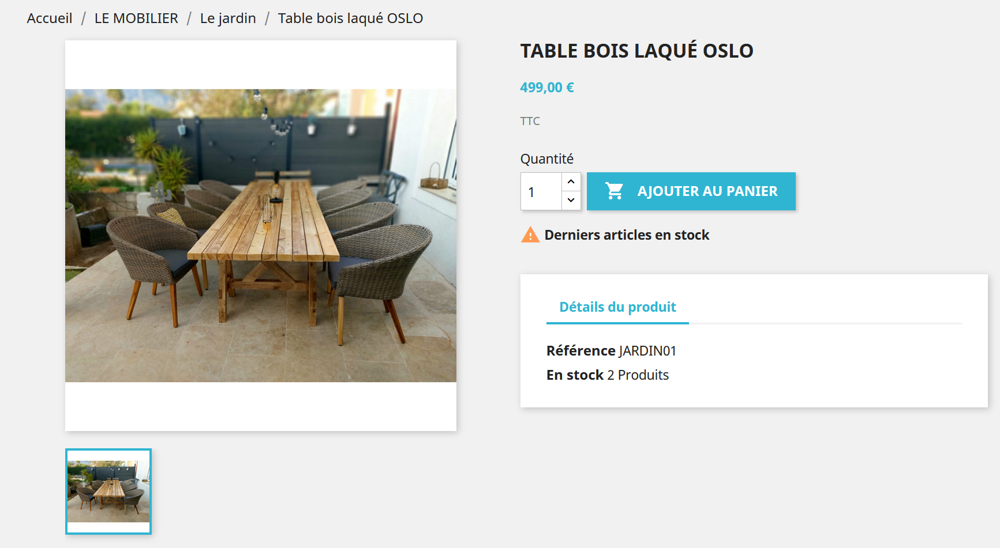 Accueil / LE MOBILIER / Le jardin / Table bois laqué OSLO
TABLE BOIS LAQUÉ OSLO
499,00 €
TTC
Quantité
1
AJOUTER AU PANIER
Derniers articles en stock
Détails du produit
Référence JARDIN01
En stock 2 Produits